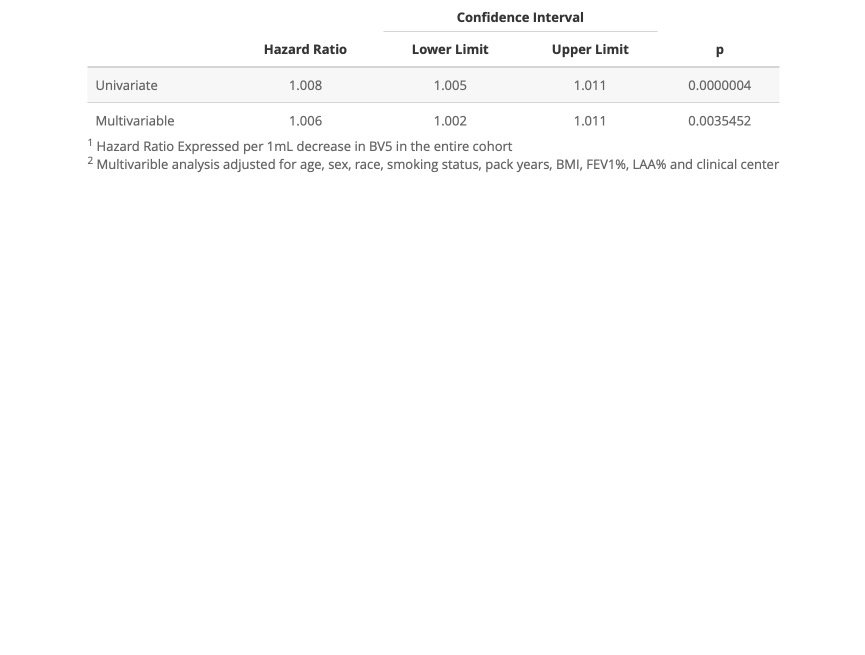 Confidence Interval
Hazard Ratio Lower Limit Upper Limit p
Univariate 1.008 1.005 1.011 0.0000004
Multivariable 1.006 1.002 1.011 0.0035452
1 Hazard Ratio Expressed per 1mL decrease in BV5 in the entire cohort
2 Multivarible analysis adjusted for age, sex, race, smoking status, pack years, BMI, FEV1%, LAA% and clinical center